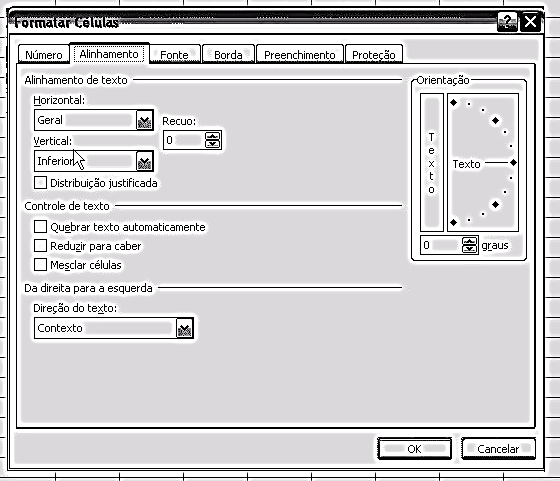 Formatar Células
Número Alinhamento Fonte Borda Preenchimento Proteção
Alinhamento de texto
Horizontal:
Geral
Recuo:
0
Vertical:
Inferior
Distribuição justificada
Controle de texto
Quebrar texto automaticamente
Reduzir para caber
Mesclar células
Da direita para a esquerda
Direção do texto:
Contexto
Orientação
Texto
Texto
0 graus
OK Cancelar